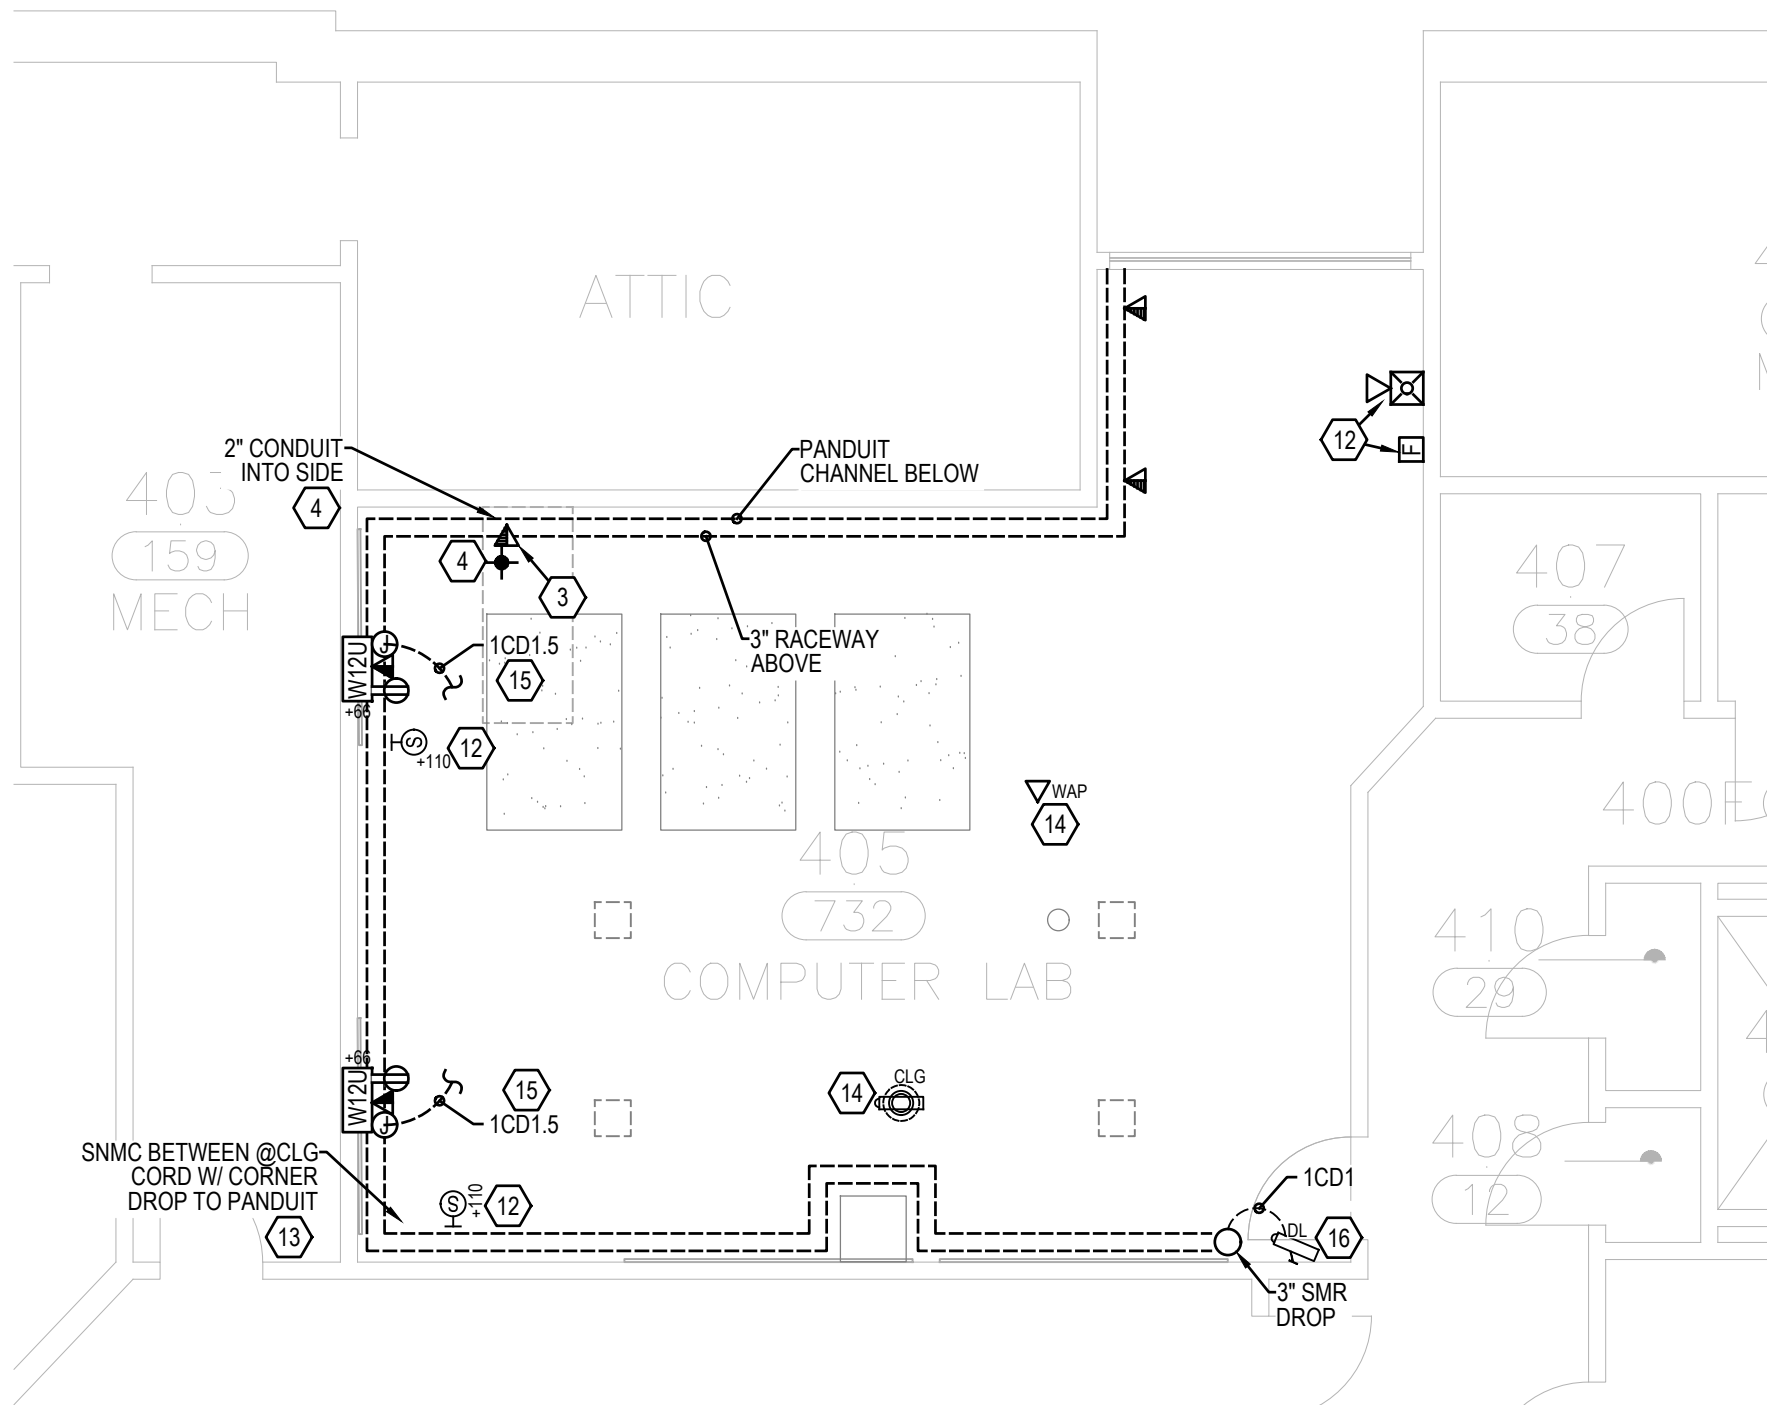 ATTIC
2" CONDUIT
INTO SIDE
4
403
159
MECH
PANDUIT
CHANNEL BELOW
12
F
4
3
3" RACEWAY
ABOVE
407
38
J
W12U
+66
1CD1.5
15
S
+110
12
WAP
14
400F
405
732
COMPUTER LAB
410
29
+66
W12U
J
15
1CD1.5
14
CLG
408
12
SNMC BETWEEN @CLG
CORD W/ CORNER
DROP TO PANDUIT
13
S
+110
12
1CD1
DL
16
3" SMR
DROP